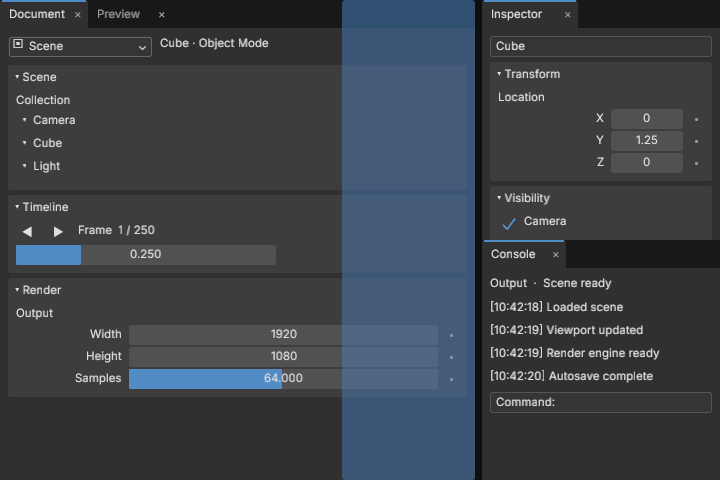 Document × Preview ×
Scene Cube · Object Mode
Scene
Collection
Camera
Cube
Light
Timeline
Frame 1 / 250
0.250
Render
Output
Width 1920
Height 1080
Samples 64.000
Inspector ×
Cube
Transform
Location
X 0
Y 1.25
Z 0
Visibility
Camera
Console ×
Output · Scene ready
[10:42:18] Loaded scene
[10:42:19] Viewport updated
[10:42:19] Render engine ready
[10:42:20] Autosave complete
Command: